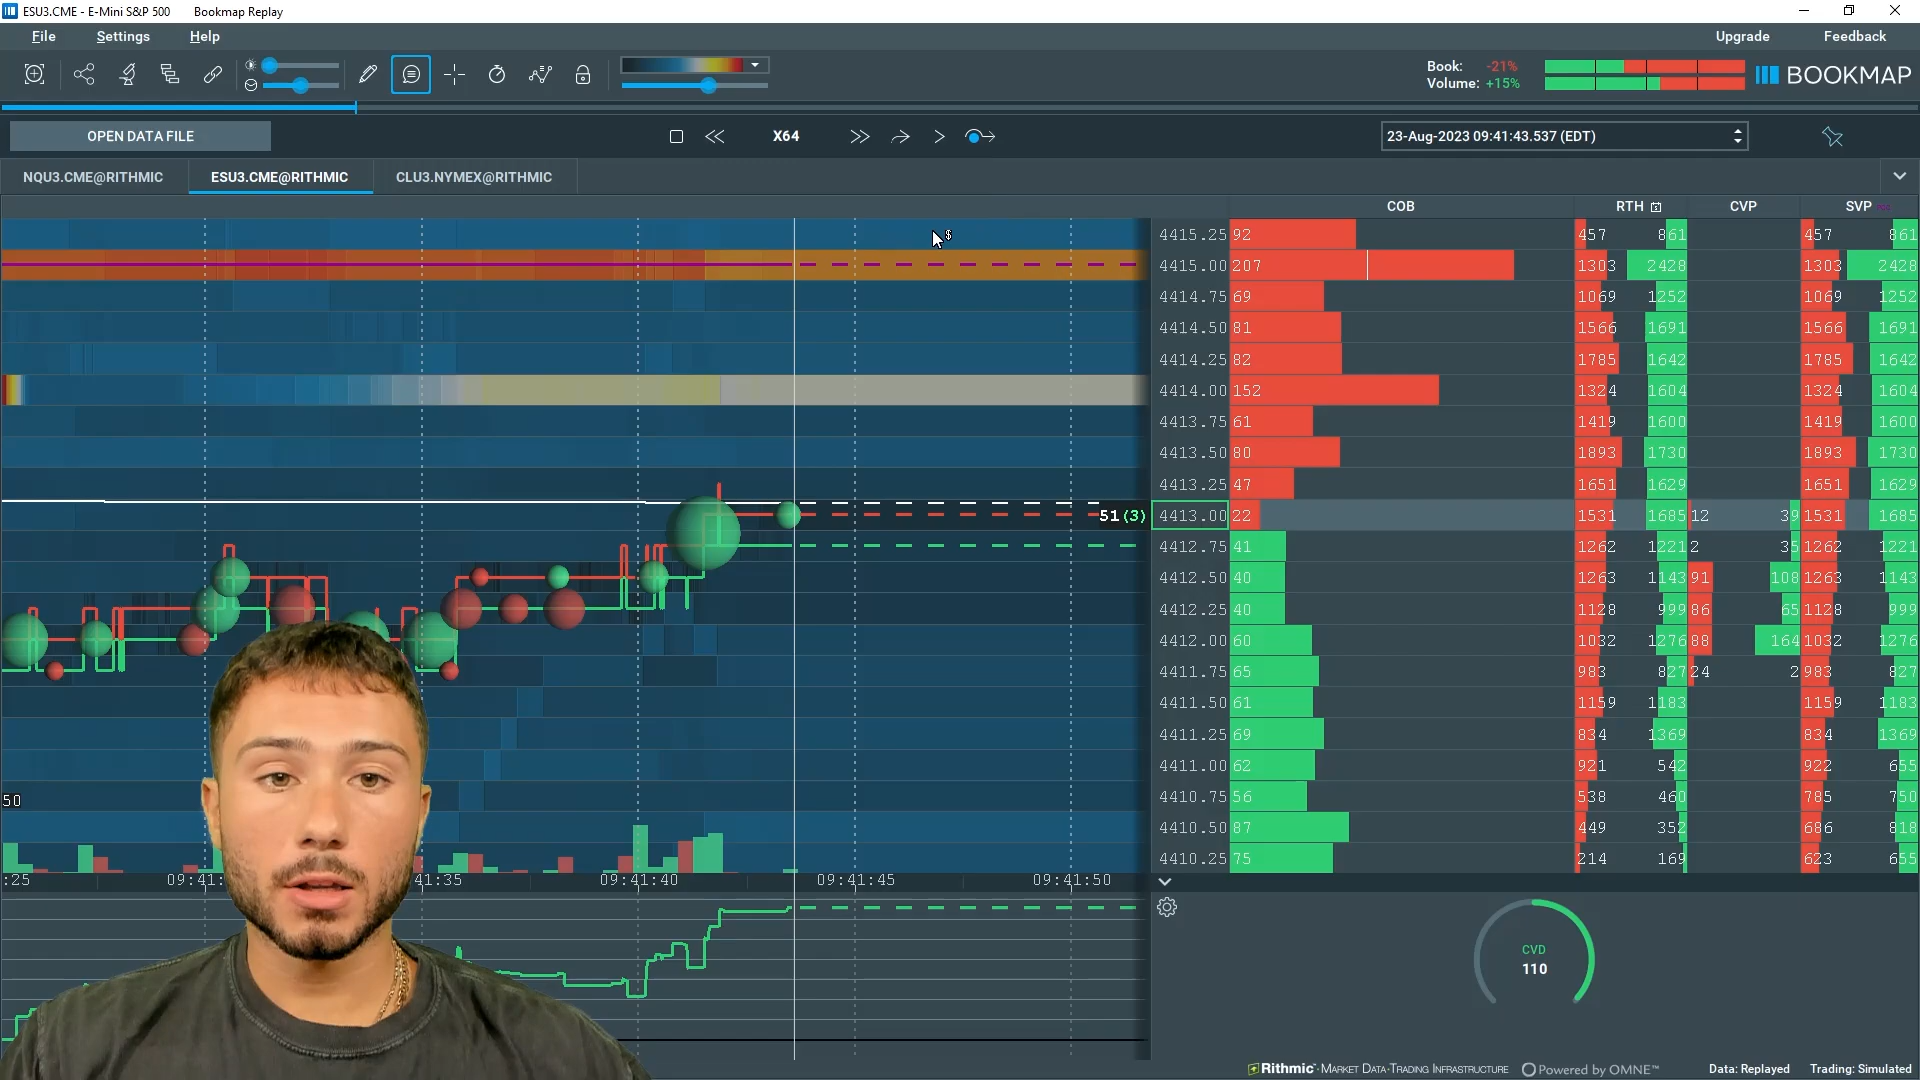 ESU3.CME - E-Mini S&P 500 Bookmap Replay
File Settings Help Upgrade Feedback
Book: -21%
Volume: +15%
BOOKMAP
OPEN DATA FILE X64 23-Aug-2023 09:41:43.537 (EDT)
NQU3.CME@RITHMIC ESU3.CME@RITHMIC CLU3.NYMEX@RITHMIC
COB RTH CVP SVP
4415.25 92 457 861 457 861
4415.00 207 1303 2428 1303 2428
4414.75 69 1069 1252 1069 1252
4414.50 81 1566 1691 1566 1691
4414.25 82 1785 1642 1785 1642
4414.00 152 1324 1604 1324 1604
4413.75 61 1419 1600 1419 1600
4413.50 80 1893 1730 1893 1730
4413.25 47 1651 1629 1651 1629
51(3) 4413.00 22 1531 1685 12 39 1531 1685
4412.75 41 1262 1221 2 35 1262 1221
4412.50 40 1263 1143 91 108 1263 1143
4412.25 40 1128 999 86 65 1128 999
4412.00 60 1032 1276 88 164 1032 1276
4411.75 65 983 827 24 2 983 827
4411.50 61 1159 1183 1159 1183
4411.25 69 834 1369 834 1369
4411.00 62 921 542 922 655
50 4410.75 56 538 460 785 750
4410.50 87 449 352 686 818
4410.25 75 214 169 623 655
:25 09:41: 41:35 09:41:40 09:41:45 09:41:50
CVD
110
Rithmic MARKET DATA-TRADING INFRASTRUCTURE Powered by OMNE™ Data: Replayed Trading: Simulated